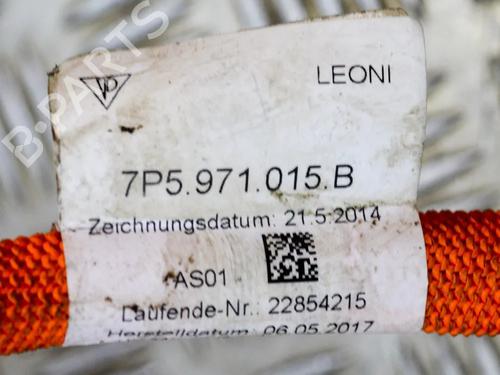 B-PARTS
LEONI
7P5.971.015.B
Zeichnungsdatum: 21.5.2014
AS01
Laufende-Nr.: 22854215
Herstelldatum: 06.05.2017